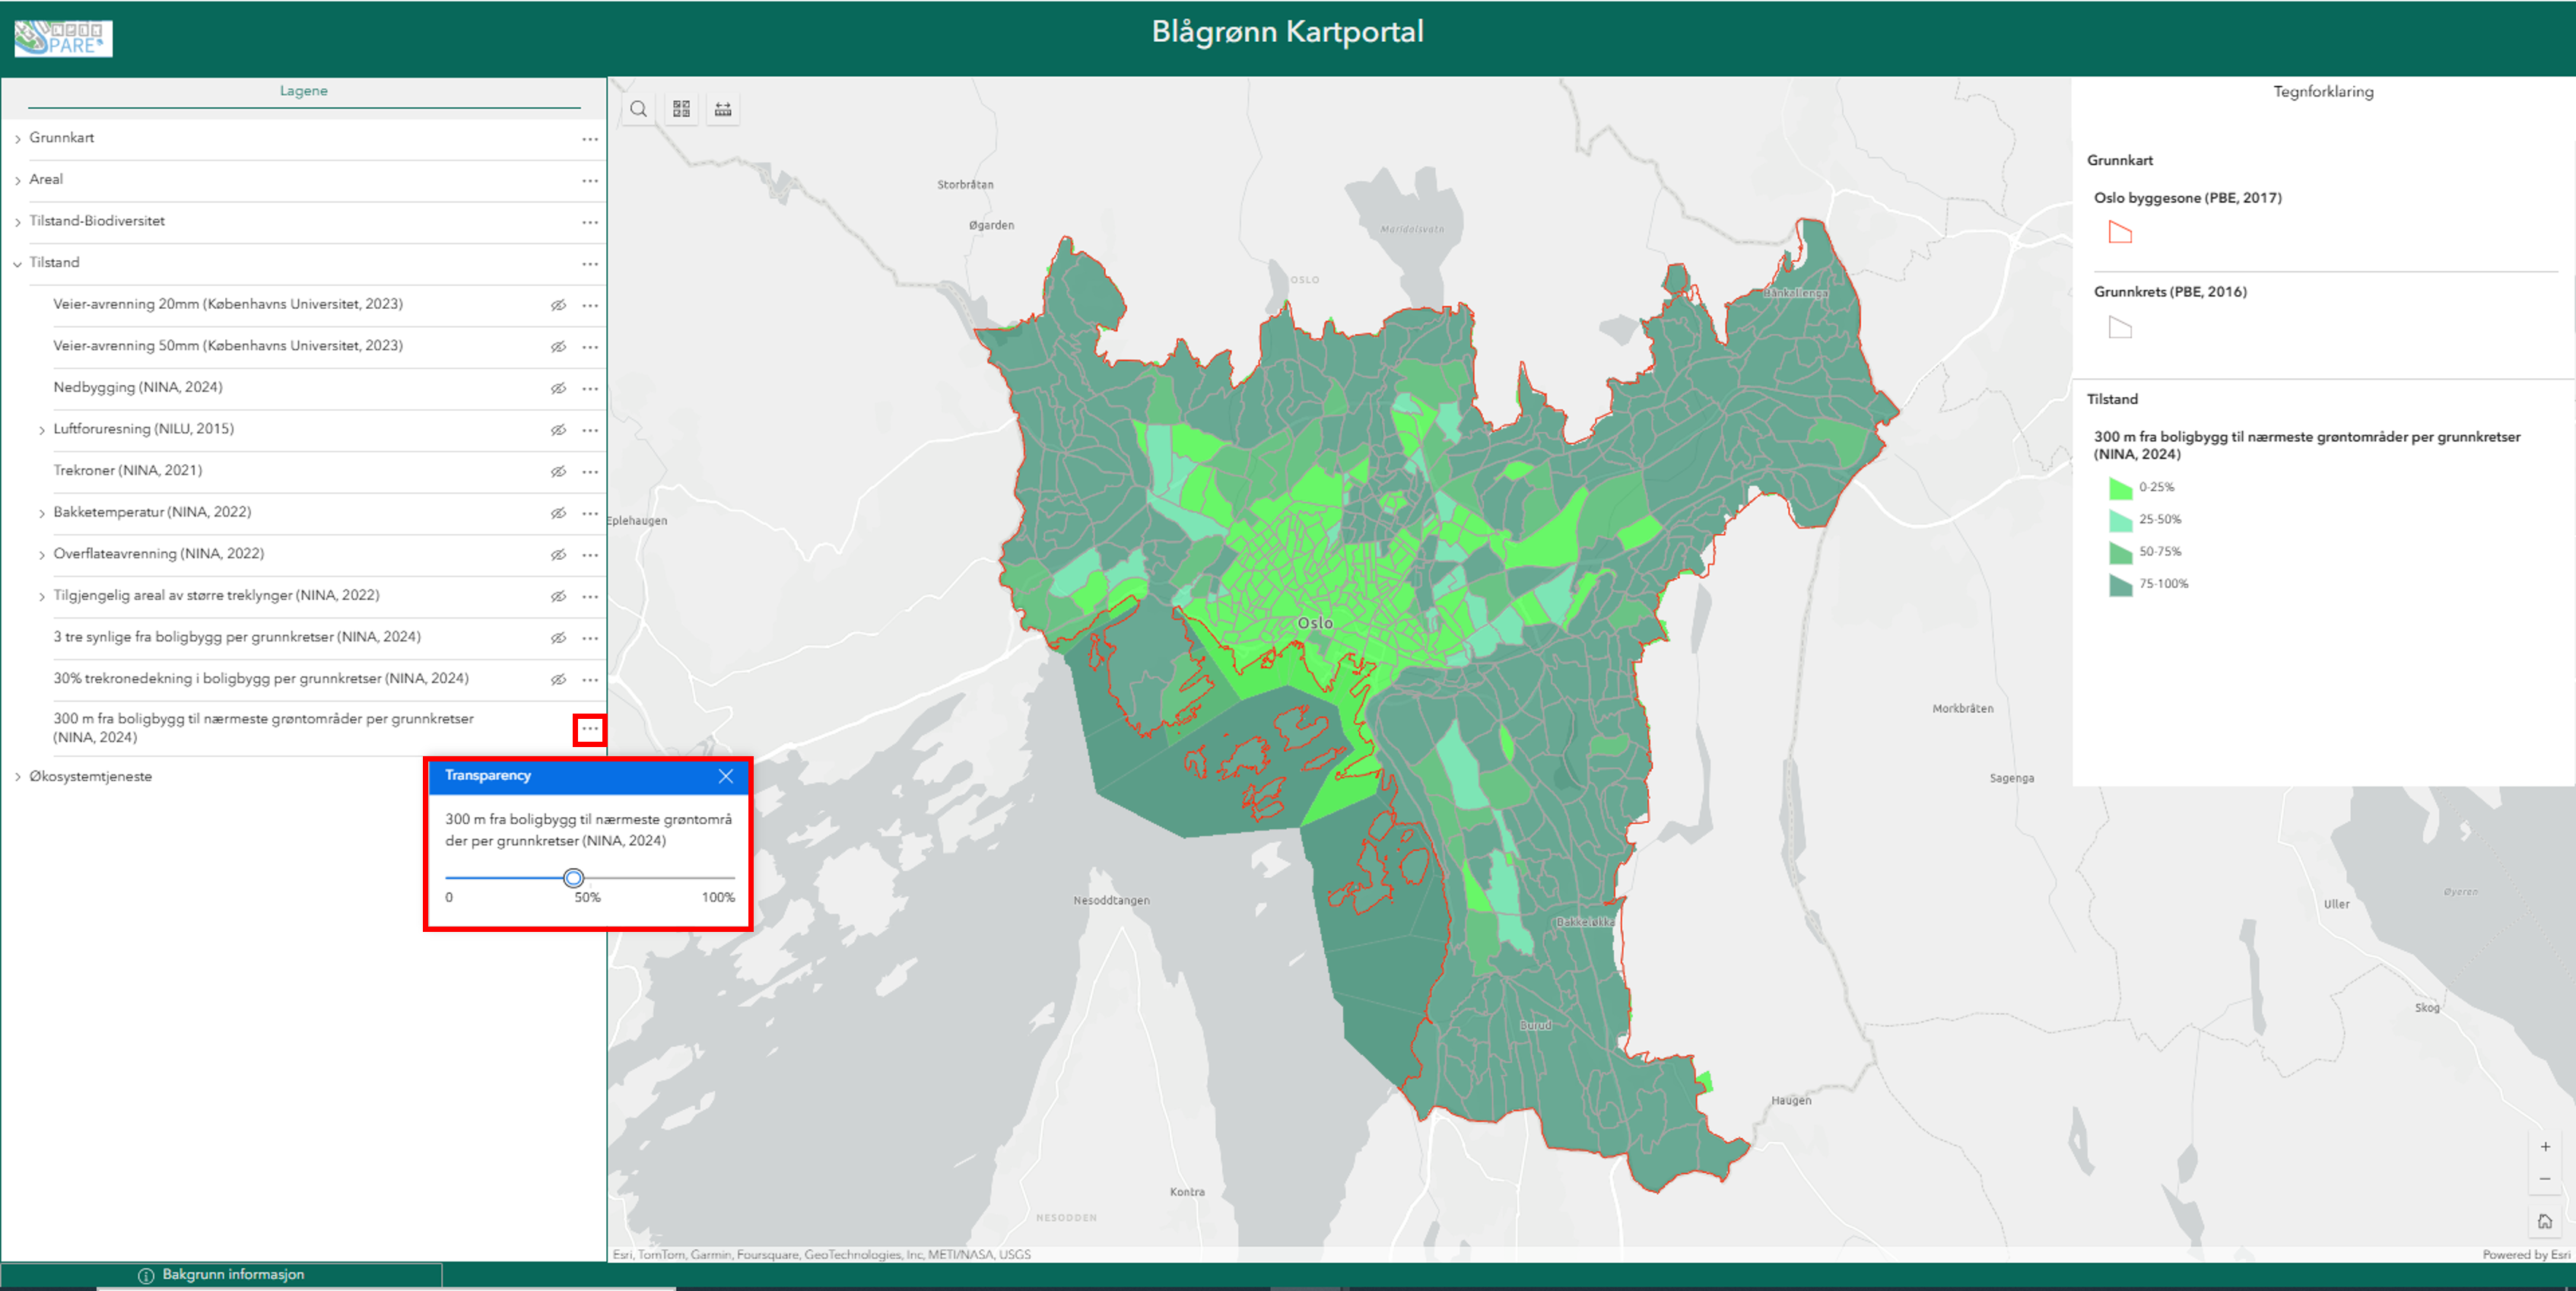 Blågrønn Kartportal
PARE
Lagene
Grunnkart
Areal
Tilstand-Biodiversitet
Tilstand
Veier-avrenning 20mm (Københavns Universitet, 2023)
Veier-avrenning 50mm (Københavns Universitet, 2023)
Nedbygging (NINA, 2024)
Luftforuresning (NILU, 2015)
Trekroner (NINA, 2021)
Bakketemperatur (NINA, 2022)
Overflateavrenning (NINA, 2022)
Tilgjengelig areal av større treklynger (NINA, 2022)
3 tre synlige fra boligbygg per grunnkretser (NINA, 2024)
30% trekronedekning i boligbygg per grunnkretser (NINA, 2024)
300 m fra boligbygg til nærmeste grøntområder per grunnkretser
(NINA, 2024)
Økosystemtjeneste
Transparency
300 m fra boligbygg til nærmeste grøntområ
der per grunnkretser (NINA, 2024)
0 50% 100%
Storbråtan
Øgarden
OSLO
Maridalsvatn
Bånkallenga
Eplehaugen
Oslo
Morkbråten
Sagenga
Nesoddtangen
Bakkeløkka
Øyeren
Uller
Skog
Burud
Haugen
Kontra
NESODDEN
Tegnforklaring
Grunnkart
Oslo byggesone (PBE, 2017)
Grunnkrets (PBE, 2016)
Tilstand
300 m fra boligbygg til nærmeste grøntområder per grunnkretser
(NINA, 2024)
0-25%
25-50%
50-75%
75-100%
Esri, TomTom, Garmin, Foursquare, GeoTechnologies, Inc, METI/NASA, USGS
Powered by Esri
Bakgrunn informasjon